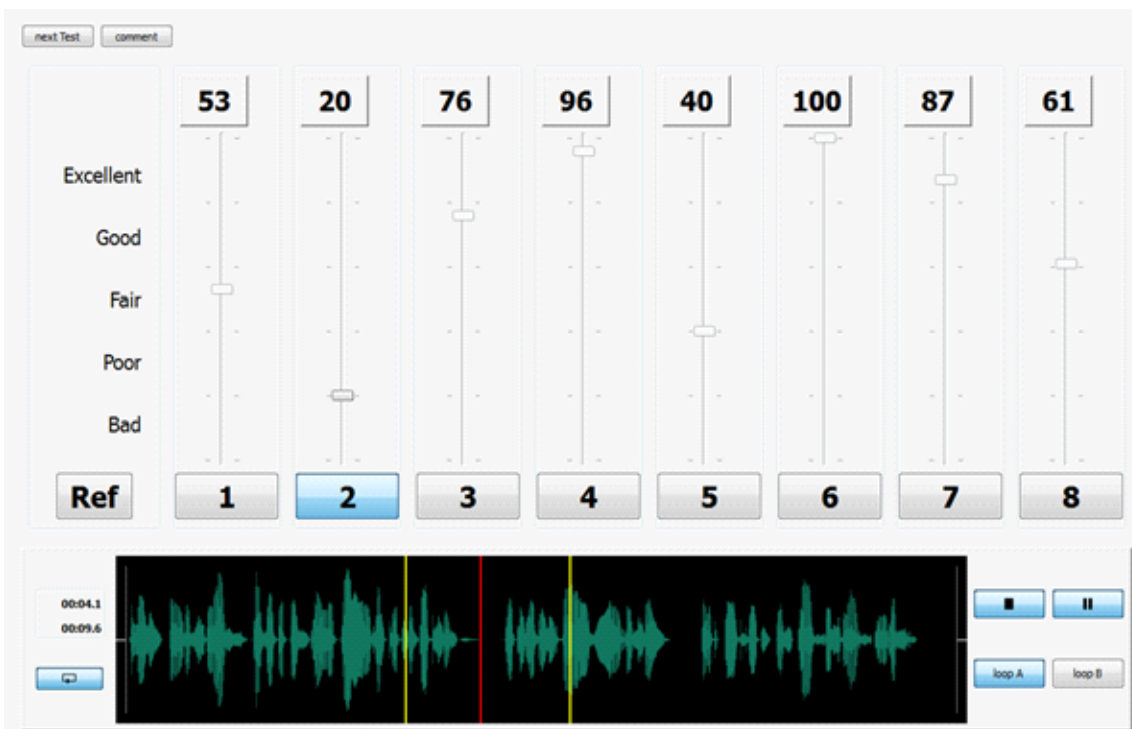 next Test comment
53 20 76 96 40 100 87 61
Excellent
Good
Fair
Poor
Bad
Ref 1 2 3 4 5 6 7 8
00:04.1
00:09.6
loop A loop B